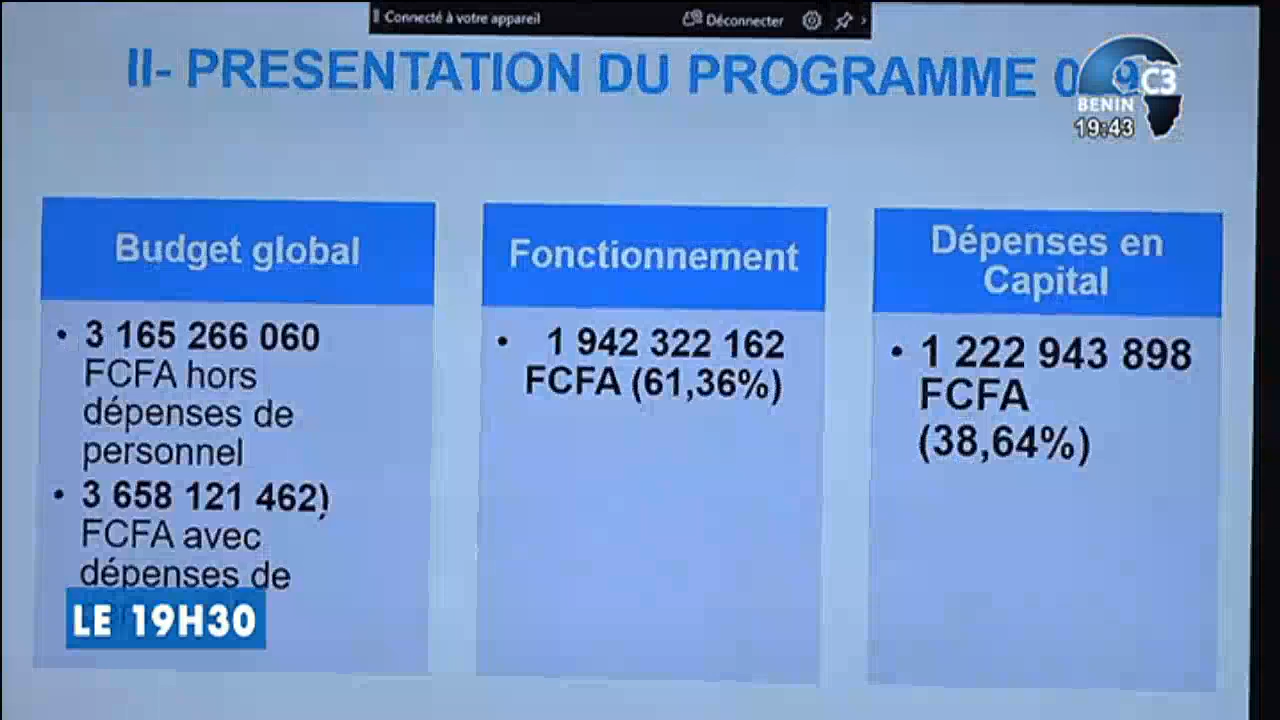 Connecté à votre appareil
Déconnecter
II- PRESENTATION DU PROGRAMME
C3
BENIN
19:43
Budget global
• 3 165 266 060
FCFA hors
dépenses de
personnel
• 3 658 121 462)
FCFA avec
dépenses de
Fonctionnement
• 1 942 322 162
FCFA (61,36%)
Dépenses en
Capital
• 1 222 943 898
FCFA
(38,64%)
LE 19H30